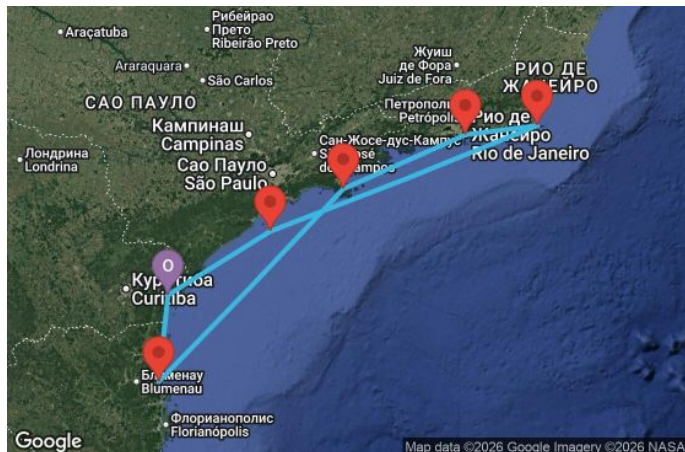 Araçatuba
Рибейрао
Прето
Ribeirão Preto
Araraquara
São Carlos
Жуиш
де Фора
Juiz de Fora
РИО ДЕ
ЖАНЕЙРО
САО ПАУЛО
Петрополис
Petrópolis
Кампинаш
Campinas
Рио де
Жанейро
Rio de Janeiro
Сан-Жосе-дус-Кампус
São José
dos Campos
Лондрина
Londrina
Сао Пауло
São Paulo
O
Куритиба
Curitiba
Блуменау
Blumenau
Флорианополис
Florianópolis
Google
Map data ©2026 Google Imagery ©2026 NASA